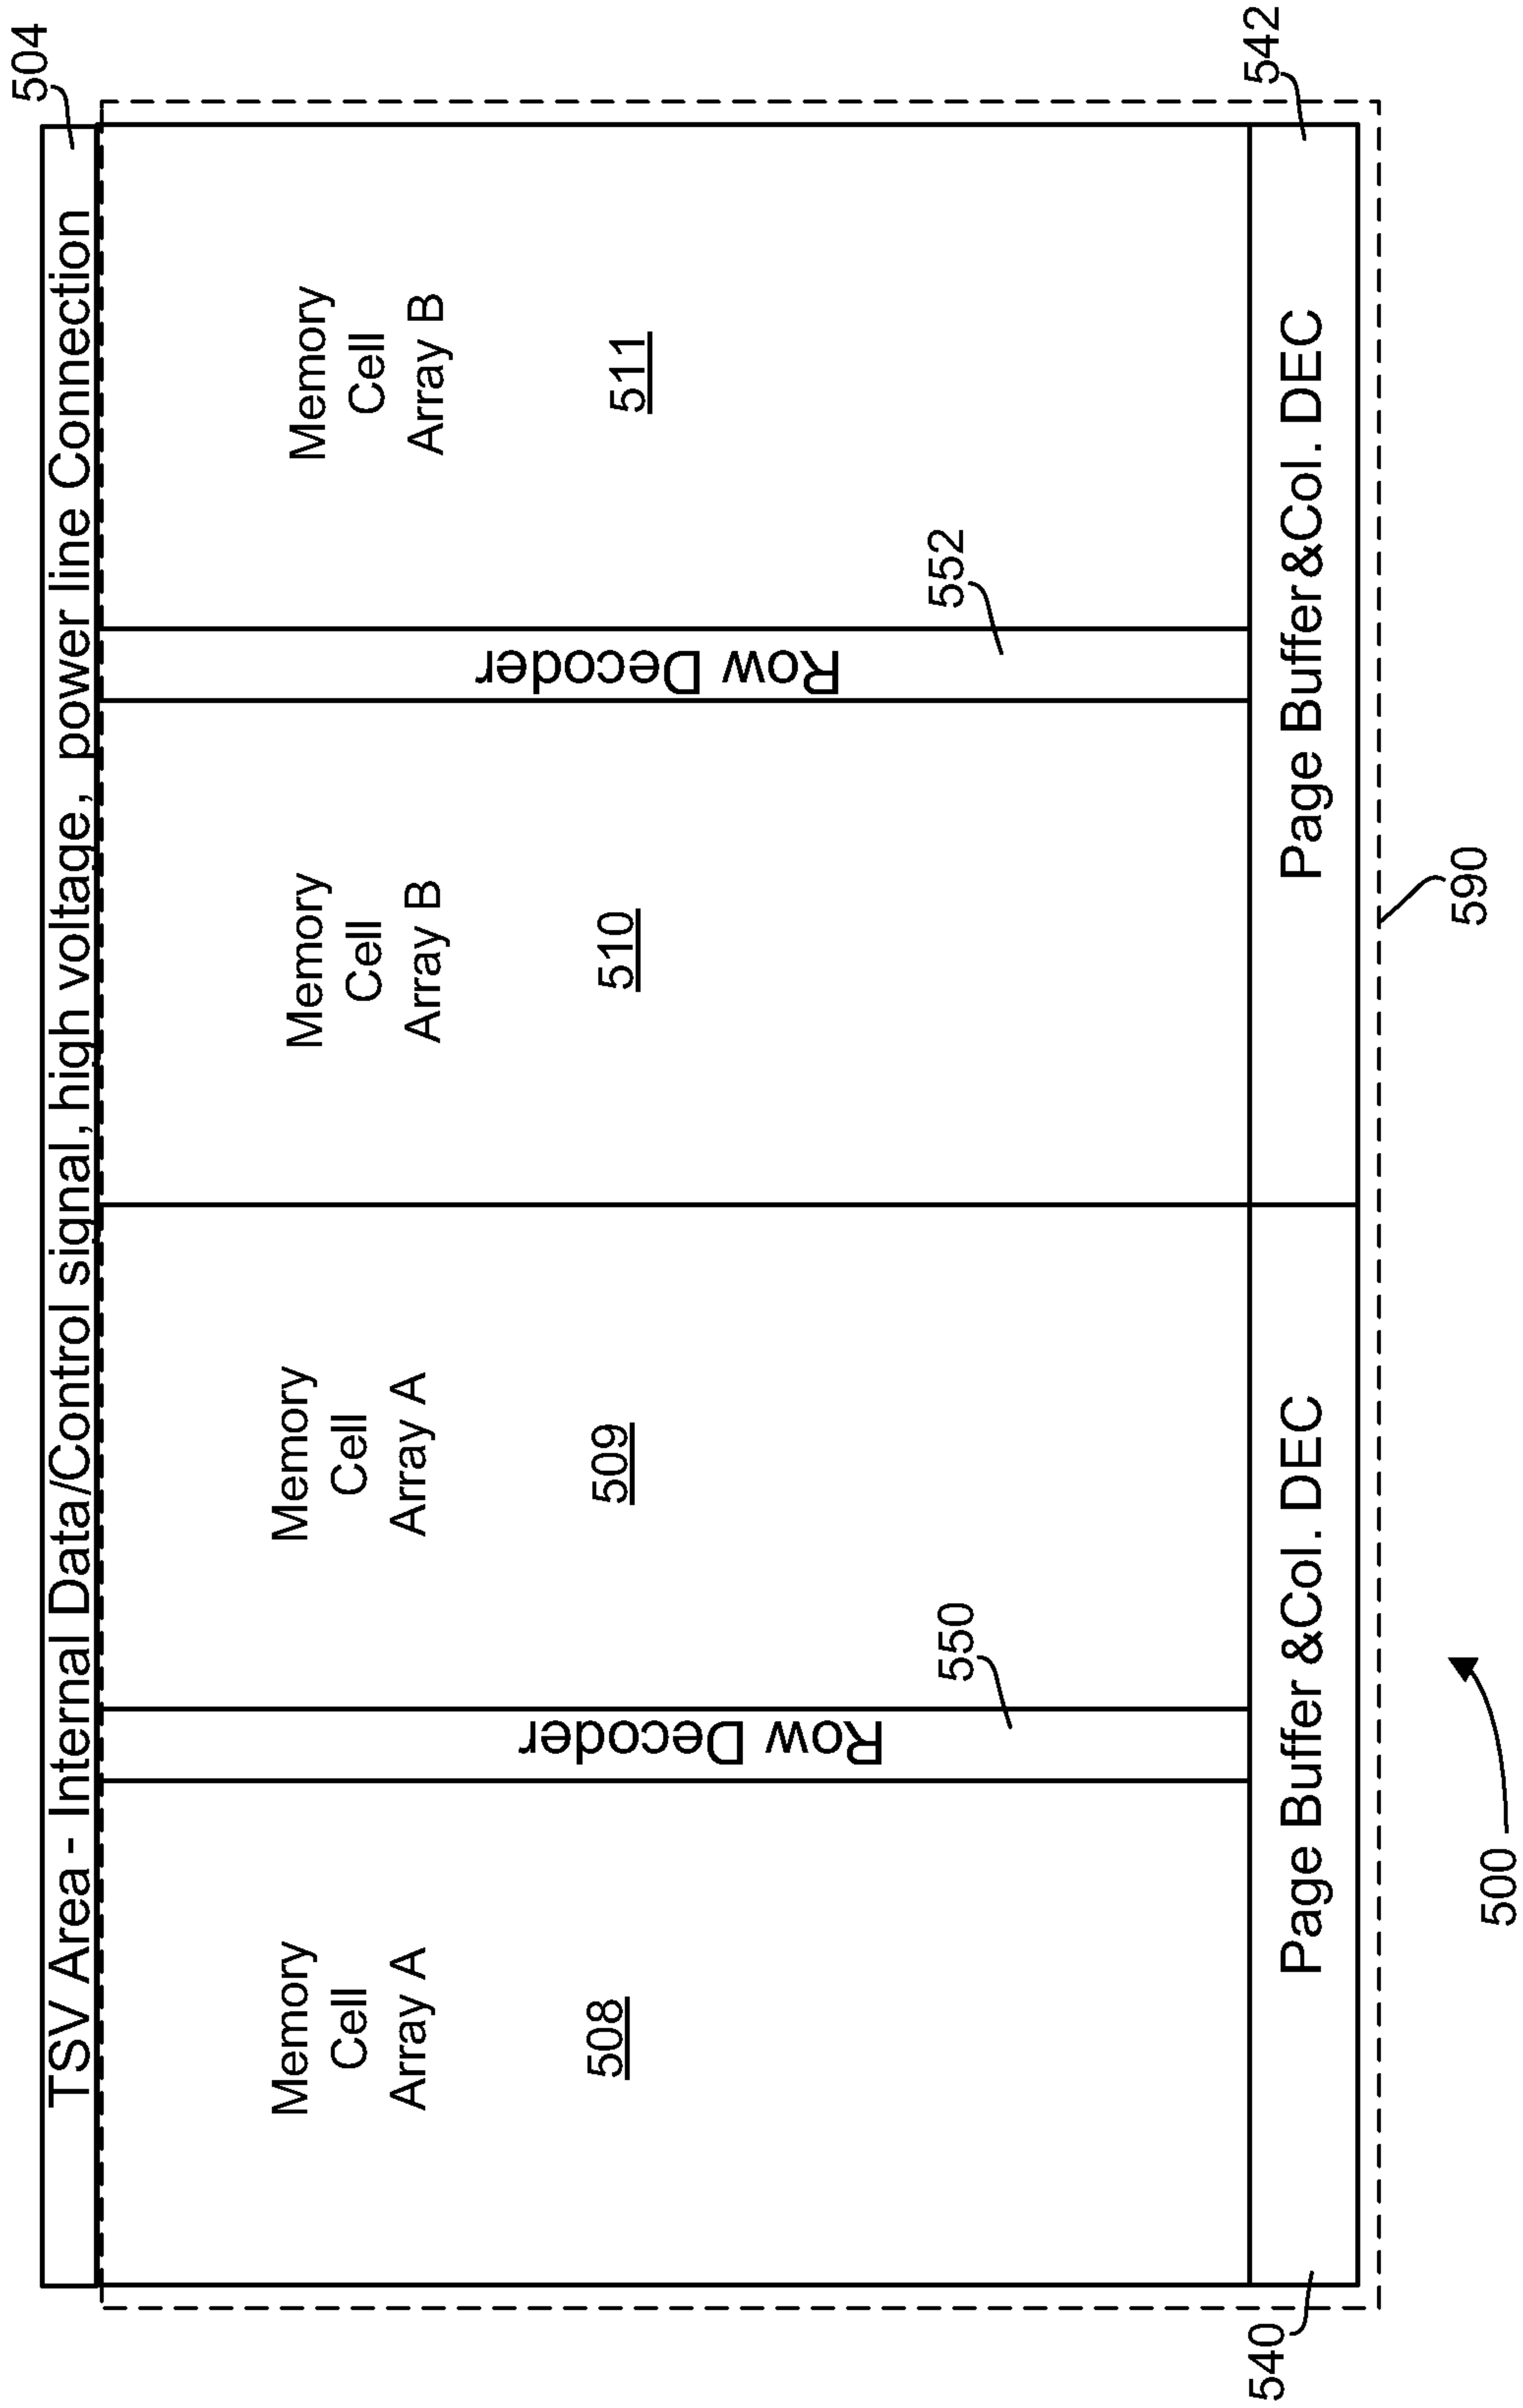 504
TSV Area- Internal Data/Control signal, high voltage, power line Connection
Memory
Cell
Array A
508
Row Decoder
550
Memory
Cell
Array A
509
Memory
Cell
Array B
510
Row Decoder
552
Memory
Cell
Array B
511
540
Page Buffer &Col. DEC
Page Buffer&Col. DEC
542
500
590